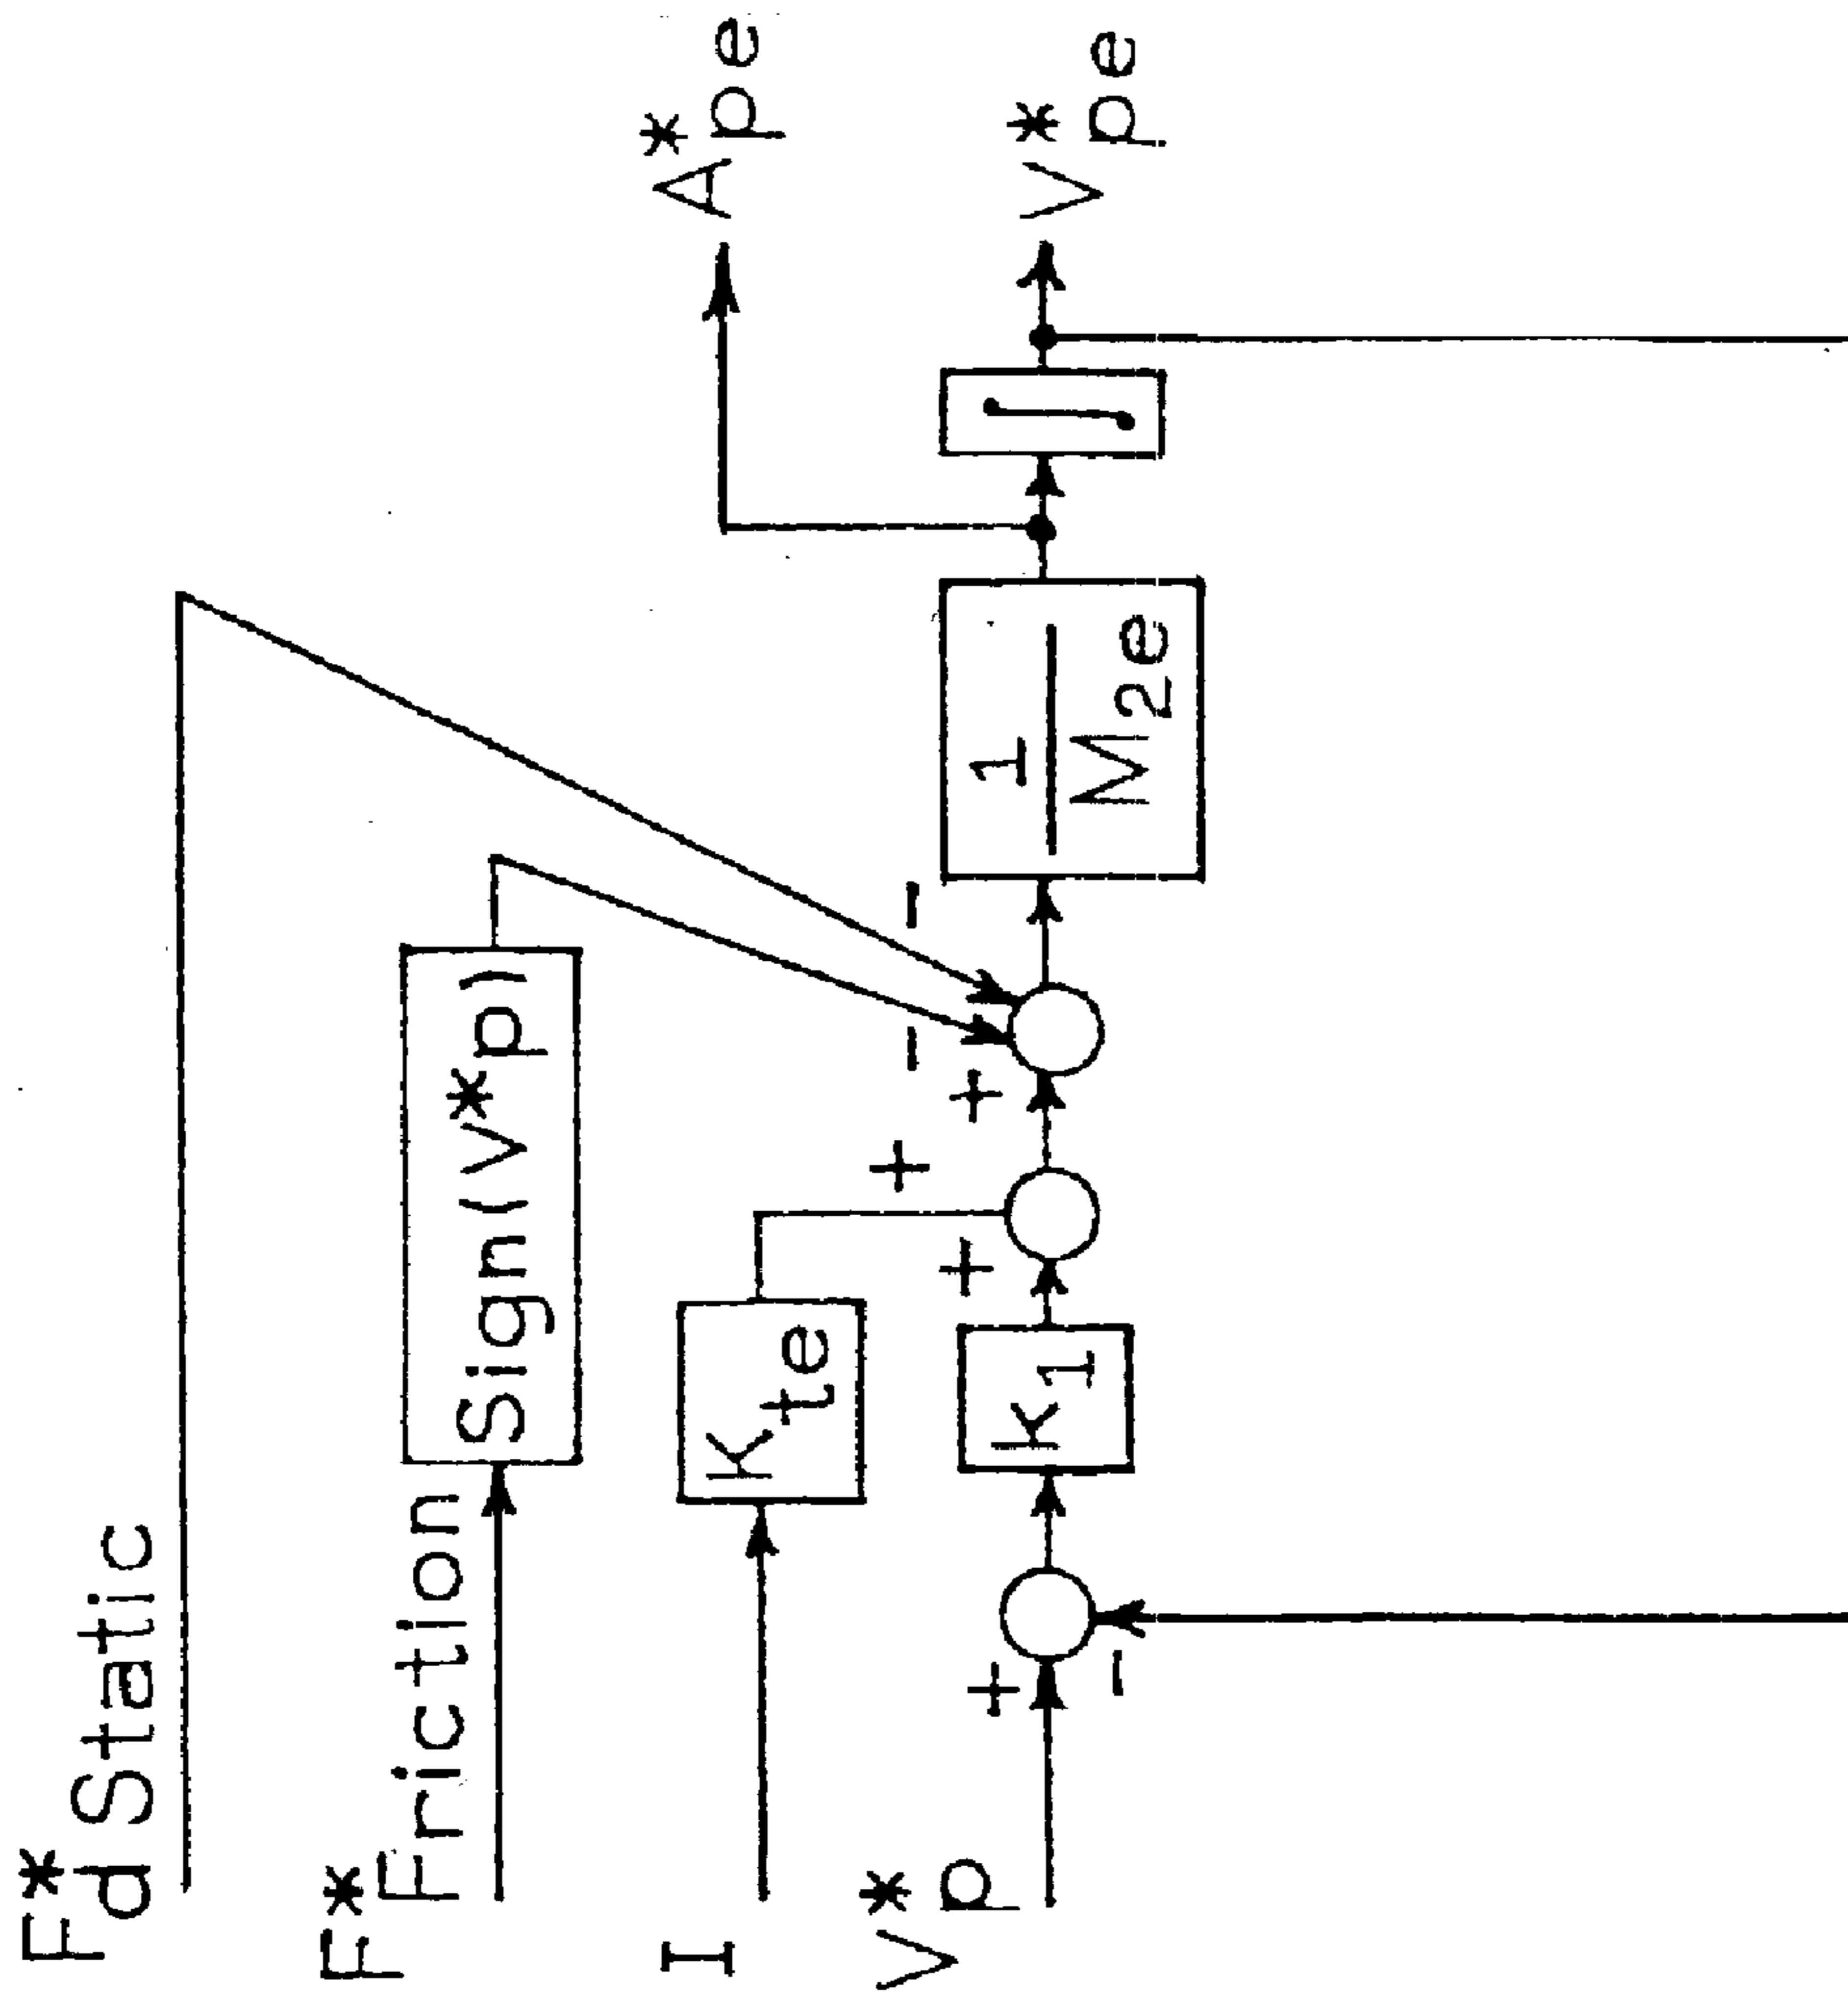 F*
d Static
F*
Friction
Sign(V*p)
I
Kte
V*
p
+
-
K1
+
+
+
-
-
1
M2e
∫
A*
pe
V*
pe